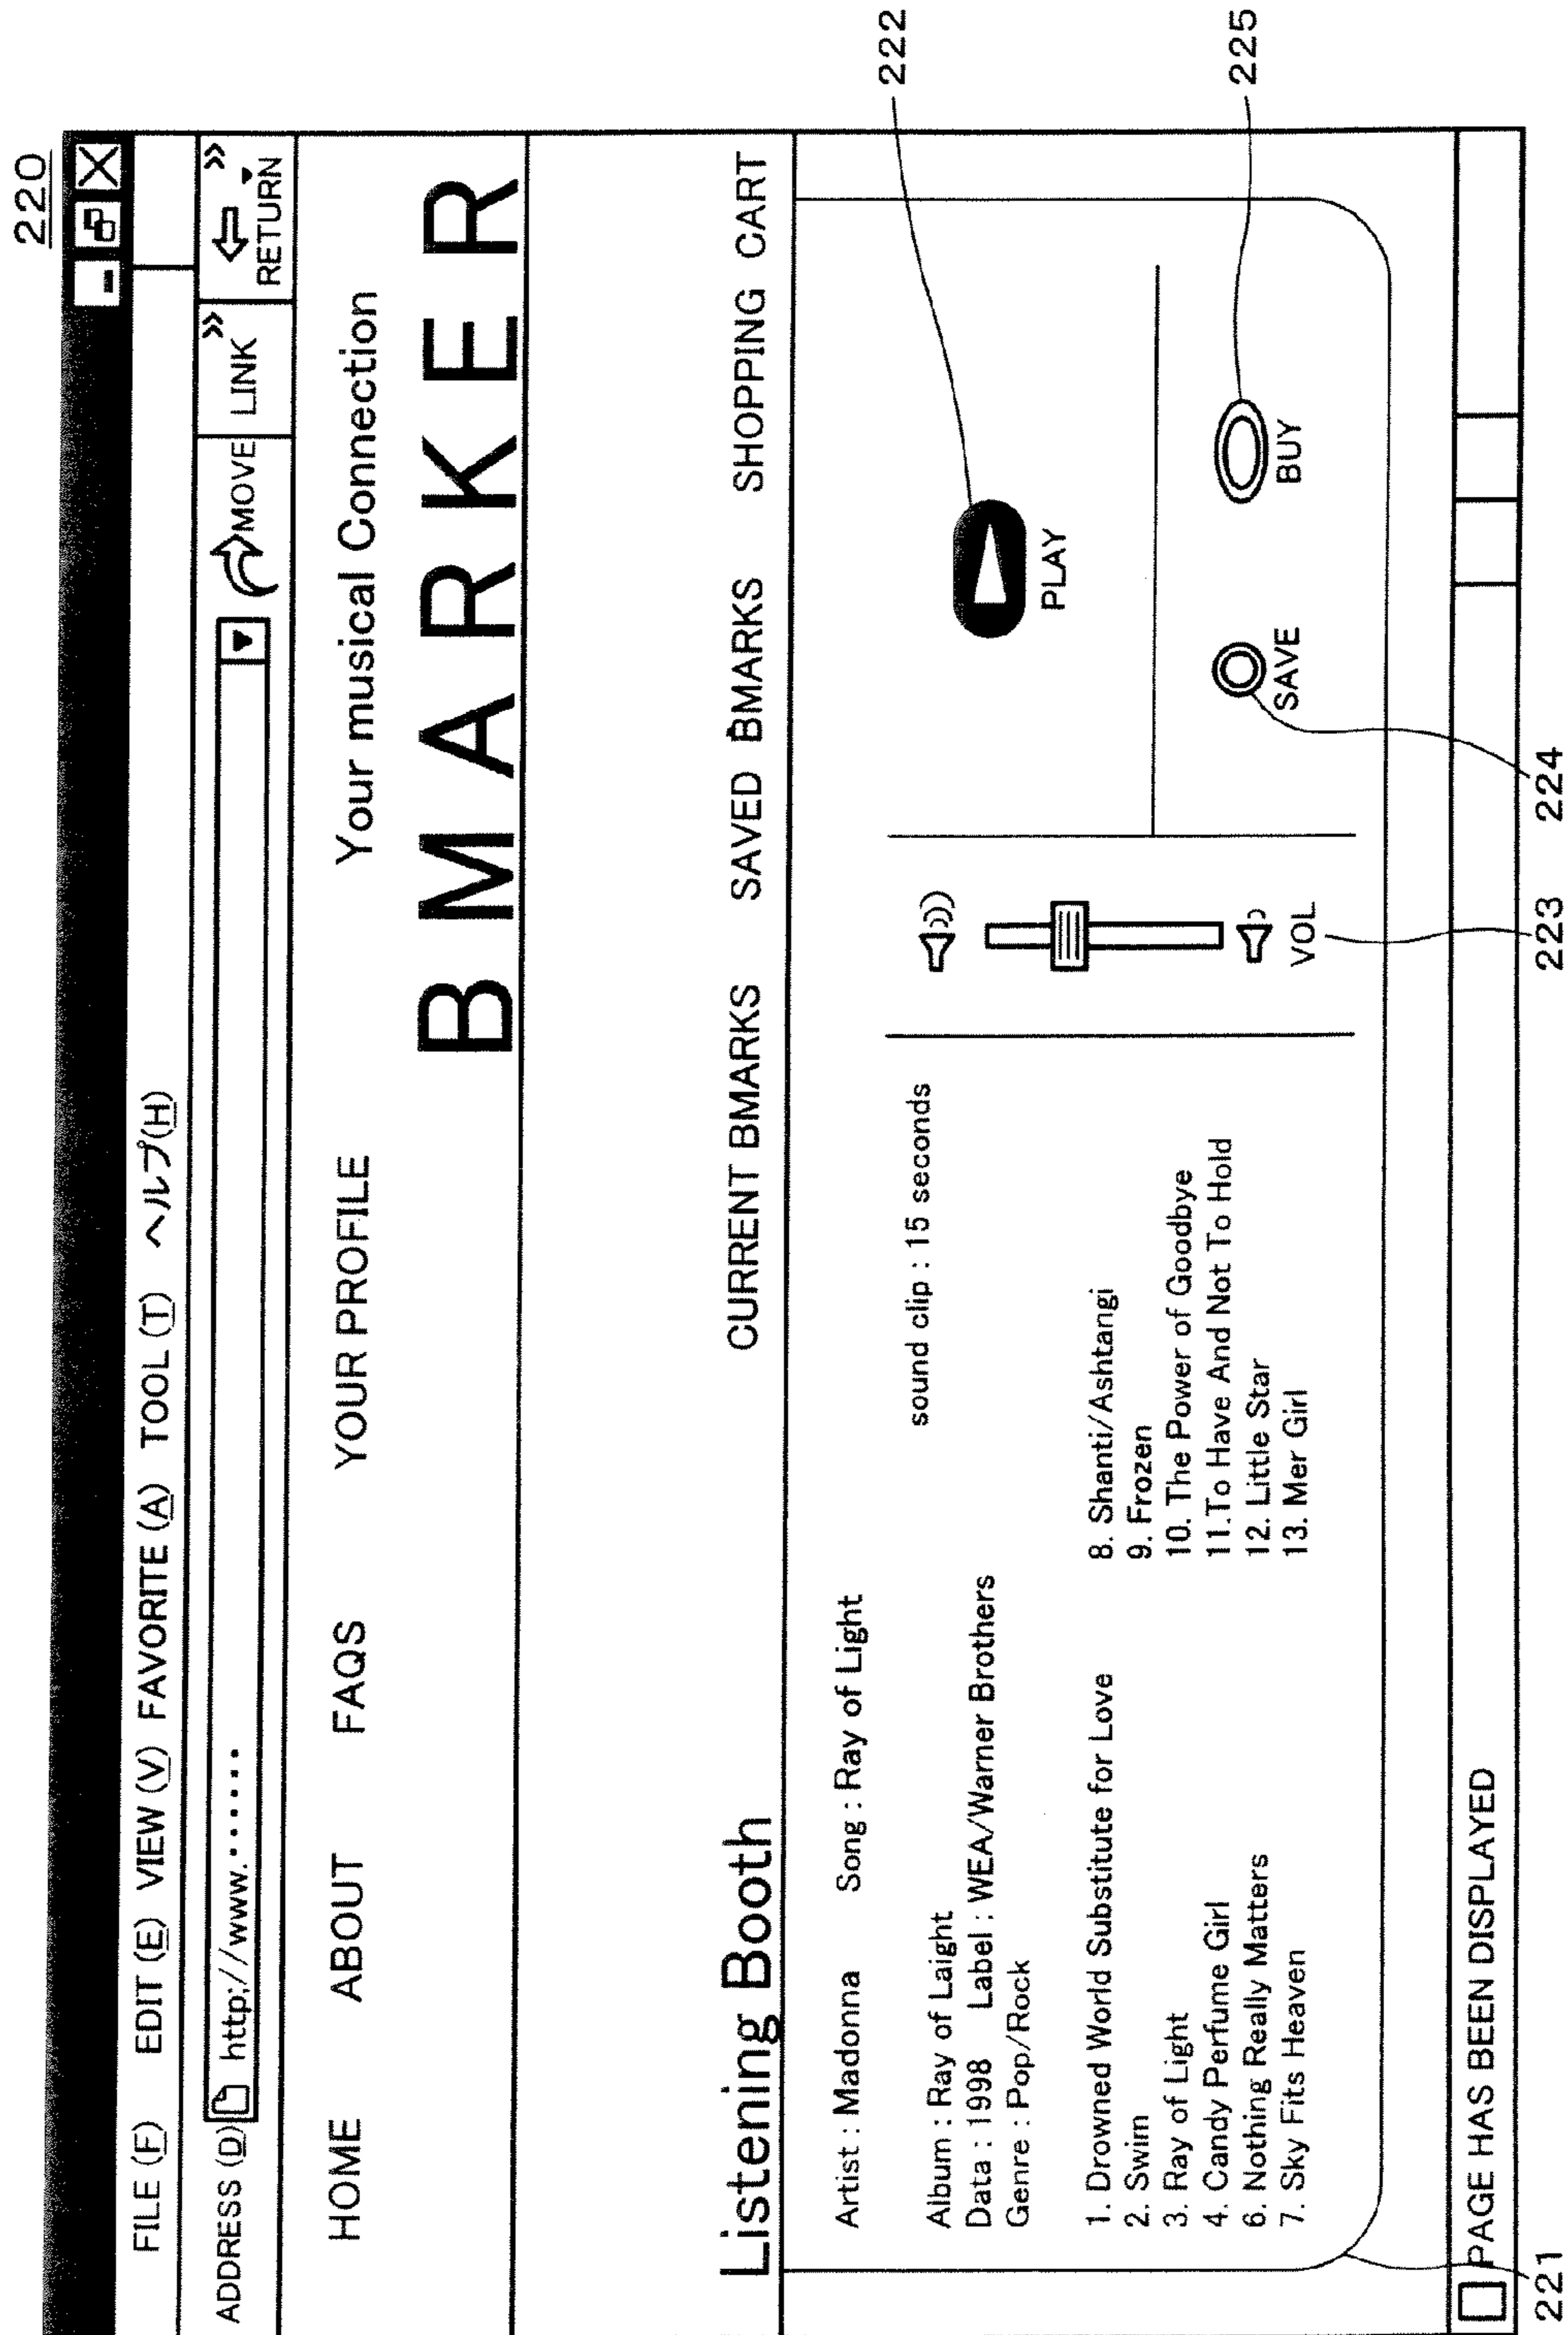 220
FILE (F) EDIT (E) VIEW (V) FAVORITE (A) TOOL (T) ヘルプ(H)
ADDRESS (D) http;//www.・・・・・・ MOVE LINK » RETURN »
HOME ABOUT FAQS YOUR PROFILE Your musical Connection
BMARKER
Listening Booth CURRENT BMARKS SAVED BMARKS SHOPPING CART
Artist : Madonna Song : Ray of Light
Album : Ray of Laight sound clip : 15 seconds
Data : 1998 Label : WEA/Warner Brothers
Genre : Pop/Rock
1. Drowned World Substitute for Love
2. Swim
3. Ray of Light
4. Candy Perfume Girl
6. Nothing Really Matters
7. Sky Fits Heaven
8. Shanti/Ashtangi
9. Frozen
10. The Power of Goodbye
11.To Have And Not To Hold
12. Little Star
13. Mer Girl
VOL
PLAY
SAVE BUY
PAGE HAS BEEN DISPLAYED
222
225
221 223 224